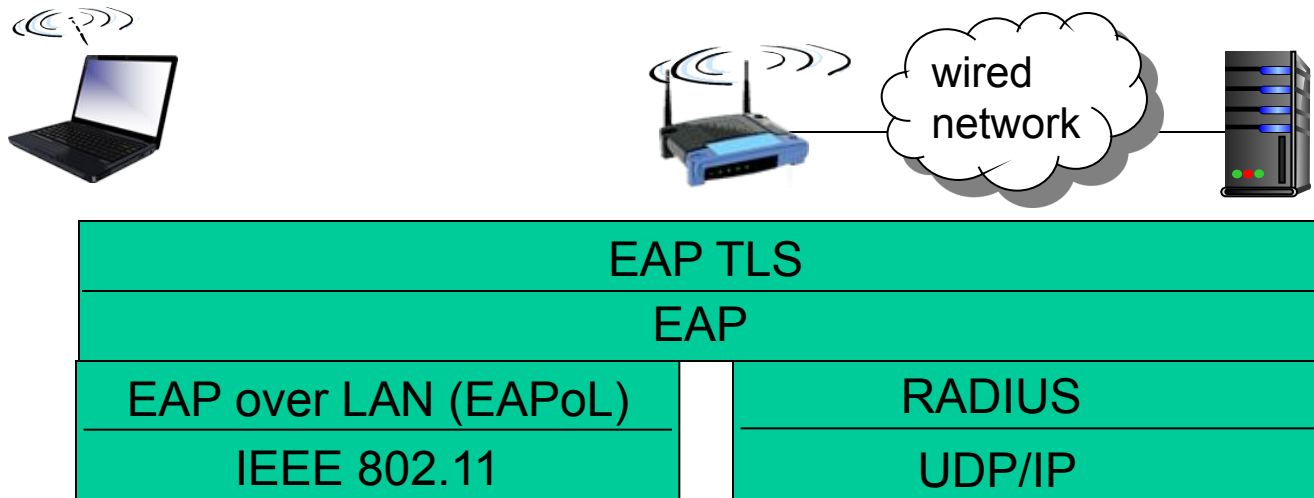 wired
network
EAP TLS
EAP
EAP over LAN (EAPoL)
IEEE 802.11
RADIUS
UDP/IP